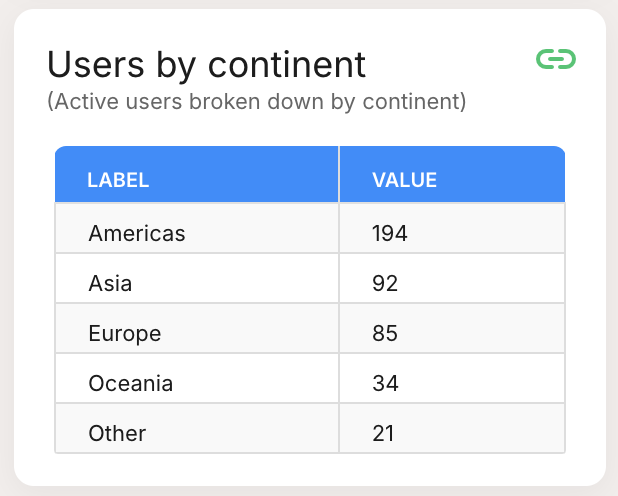 Users by continent
(Active users broken down by continent)
LABEL VALUE
Americas 194
Asia 92
Europe 85
Oceania 34
Other 21